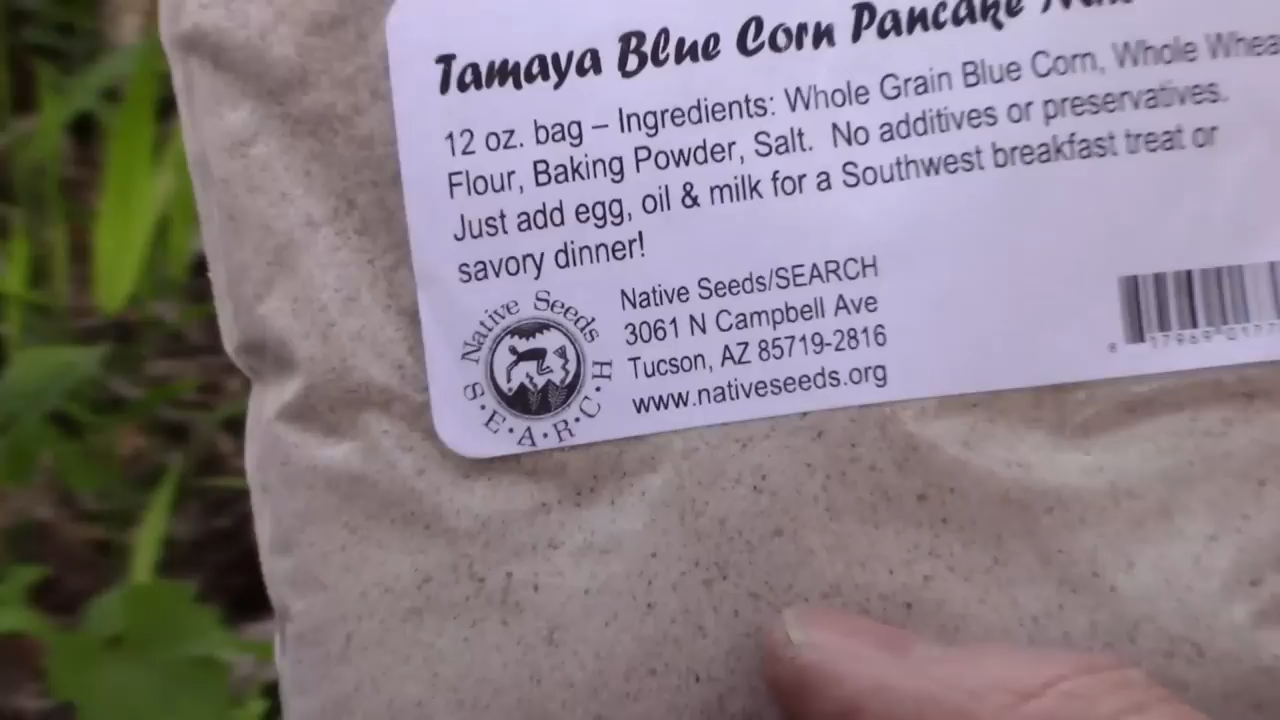 Tamaya Blue Corn Pancake
12 oz. bag – Ingredients: Whole Grain Blue Corn, Whole
Flour, Baking Powder, Salt. No additives or preservatives.
Just add egg, oil & milk for a Southwest breakfast treat or
savory dinner!
Native Seeds/SEARCH
3061 N Campbell Ave
Tucson, AZ 85719-2816
www.nativeseeds.org
Native Seeds
S·E·A·R·C·H